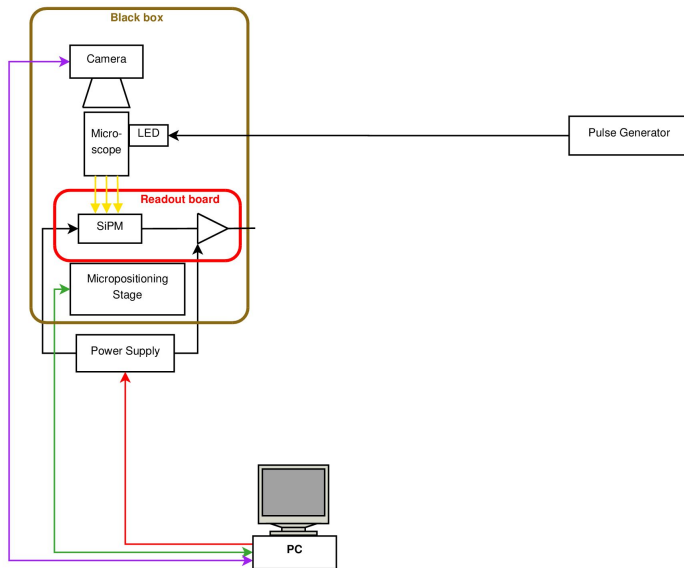 Black box
Camera
Micro-
scope
LED
Pulse Generator
Readout board
SiPM
Micropositioning
Stage
Power Supply
PC